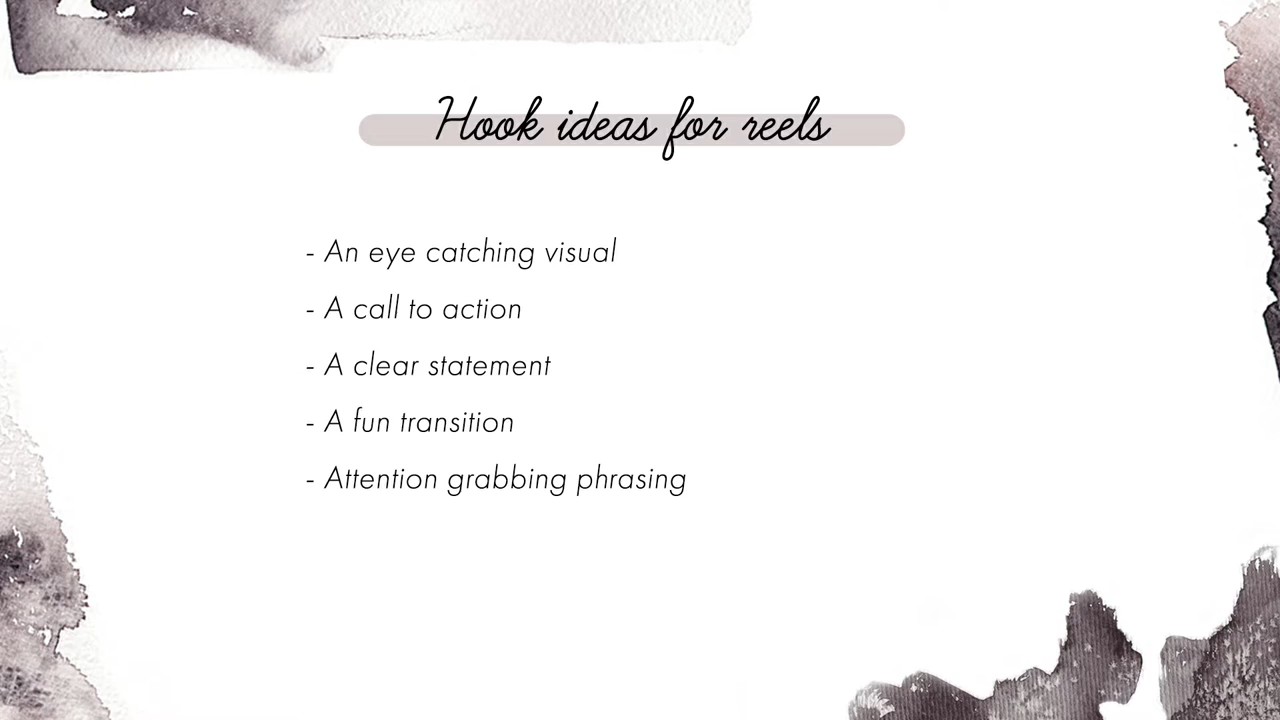 Hook ideas for reels
- An eye catching visual
- A call to action
- A clear statement
- A fun transition
- Attention grabbing phrasing